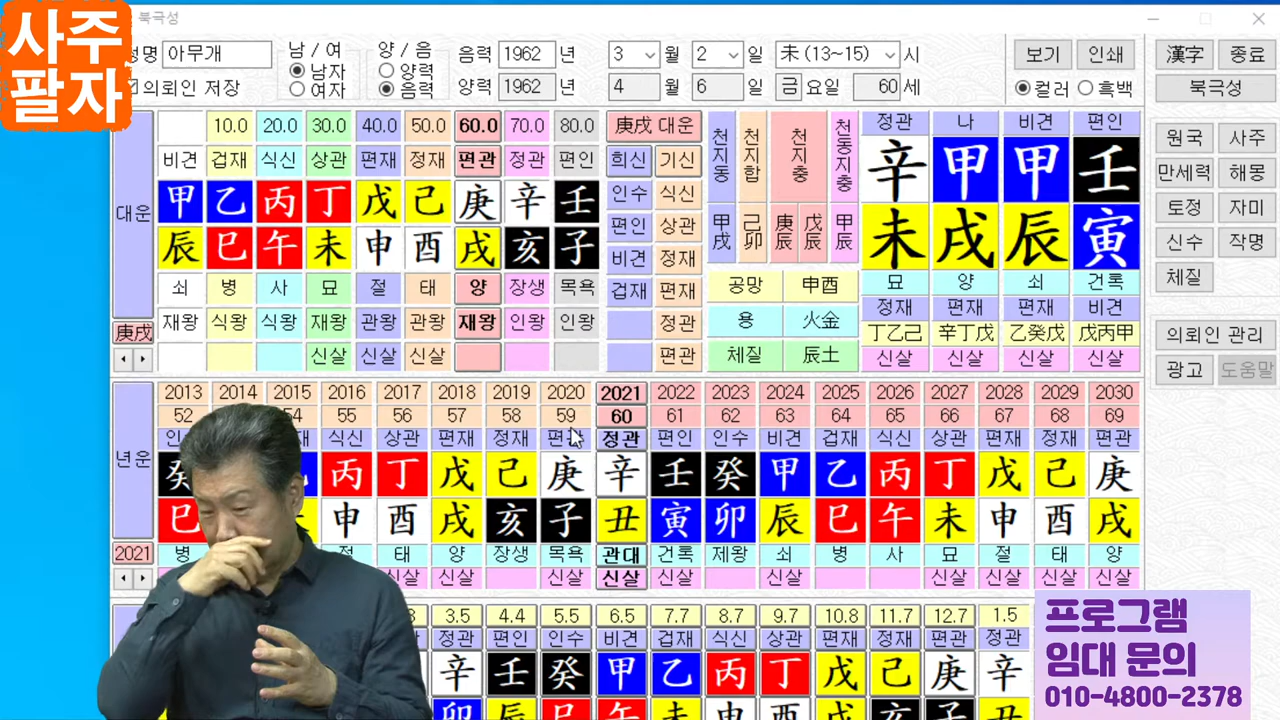 북극성
사주
팔자
성명 아무개 남 / 여 양 / 음 음력 1962 년 3 월 2 일 未 (13~15) 시 보기 인쇄 漢字 종료
의뢰인 저장 남자 여자 양력 음력 양력 1962 년 4 월 6 일 금 요일 60 세 컬러 흑백 북극성
대운 10.0 20.0 30.0 40.0 50.0 60.0 70.0 80.0 庚戌 대운
비견 겁재 식신 상관 편재 정재 편관 정관 편인 희신 기신
甲 乙 丙 丁 戊 己 庚 辛 壬 인수 식신
辰 巳 午 未 申 酉 戌 亥 子 편인 상관
비견 정재
쇠 병 사 묘 절 태 양 장생 목욕 겁재 편재
재왕 식왕 식왕 재왕 관왕 관왕 재왕 인왕 인왕 정관
庚戌 신살 신살 신살 편관
천지동 천지합 천지충 천동지충
甲戌 己卯 庚辰 戊辰 甲辰
공망 申酉
용 火金
체질 辰土
정관 나 비견 편인
辛 甲 甲 壬
未 戌 辰 寅
묘 양 쇠 건록
정재 편재 편재 비견
丁乙己 辛丁戊 乙癸戊 戊丙甲
신살 신살 신살 신살
원국 사주
만세력 해몽
토정 자미
신수 작명
체질
의뢰인 관리
광고 도움말
년운 2013 2014 2015 2016 2017 2018 2019 2020 2021 2022 2023 2024 2025 2026 2027 2028 2029 2030
52 54 55 56 57 58 59 60 61 62 63 64 65 66 67 68 69
식신 상관 편재 정재 편관 정관 편인 인수 비견 겁재 식신 상관 편재 정재 편관
癸 丙 丁 戊 己 庚 辛 壬 癸 甲 乙 丙 丁 戊 己 庚
巳 申 酉 戌 亥 子 丑 寅 卯 辰 巳 午 未 申 酉 戌
2021 병 절 태 양 장생 목욕 관대 건록 제왕 쇠 병 사 묘 절 태 양
신살 신살 신살 신살 신살 신살 신살 신살 신살
3.5 4.4 5.5 6.5 7.7 8.7 9.7 10.8 11.7 12.7 1.5
정관 편인 인수 비견 겁재 식신 상관 편재 정재 편관 정관
辛 壬 癸 甲 乙 丙 丁 戊 己 庚 辛
卯 辰 巳 午 未 申 酉 戌 亥 子 丑
프로그램
임대 문의
010-4800-2378